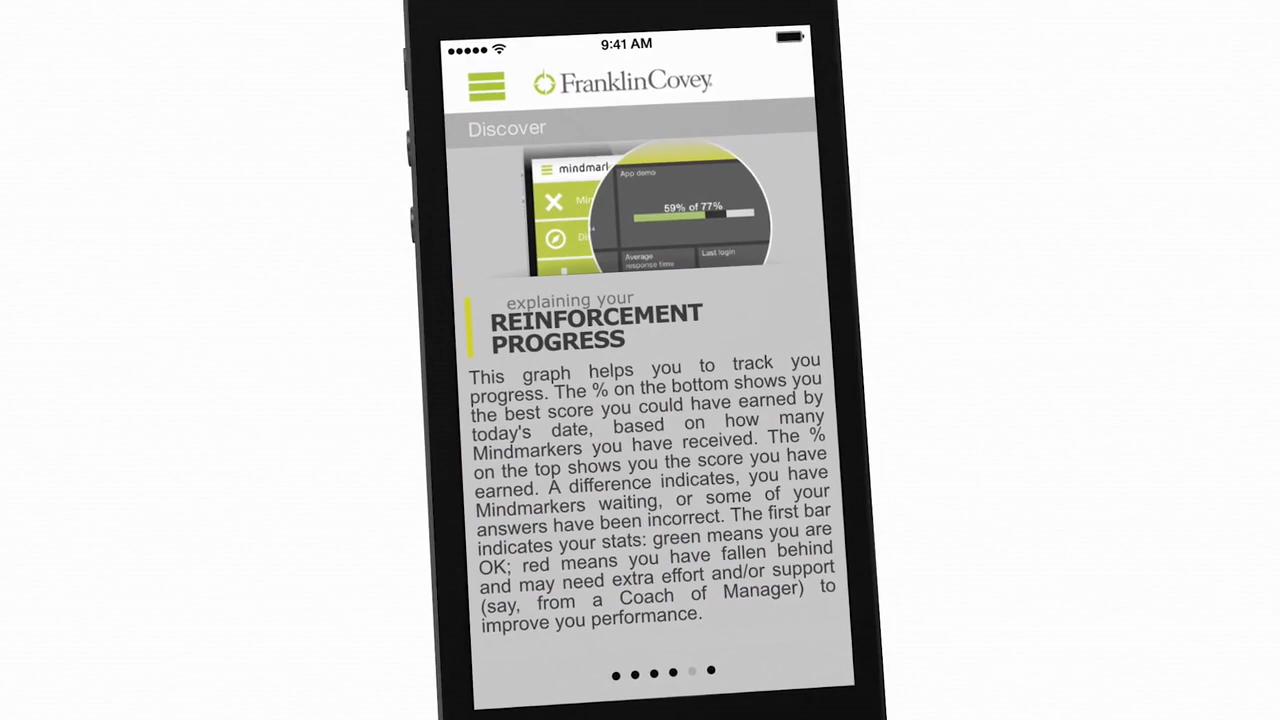 9:41 AM
FranklinCovey
Discover
mindmark
App demo
59% of 77%
Average
response time
Last login
explaining your
REINFORCEMENT
PROGRESS
This graph helps you to track you
progress. The % on the bottom shows you
the best score you could have earned by
today's date, based on how many
Mindmarkers you have received. The %
on the top shows you the score you have
earned. A difference indicates, you have
Mindmarkers waiting, or some of your
answers have been incorrect. The first bar
indicates your stats: green means you are
OK; red means you have fallen behind
and may need extra effort and/or support
(say, from a Coach of Manager) to
improve you performance.